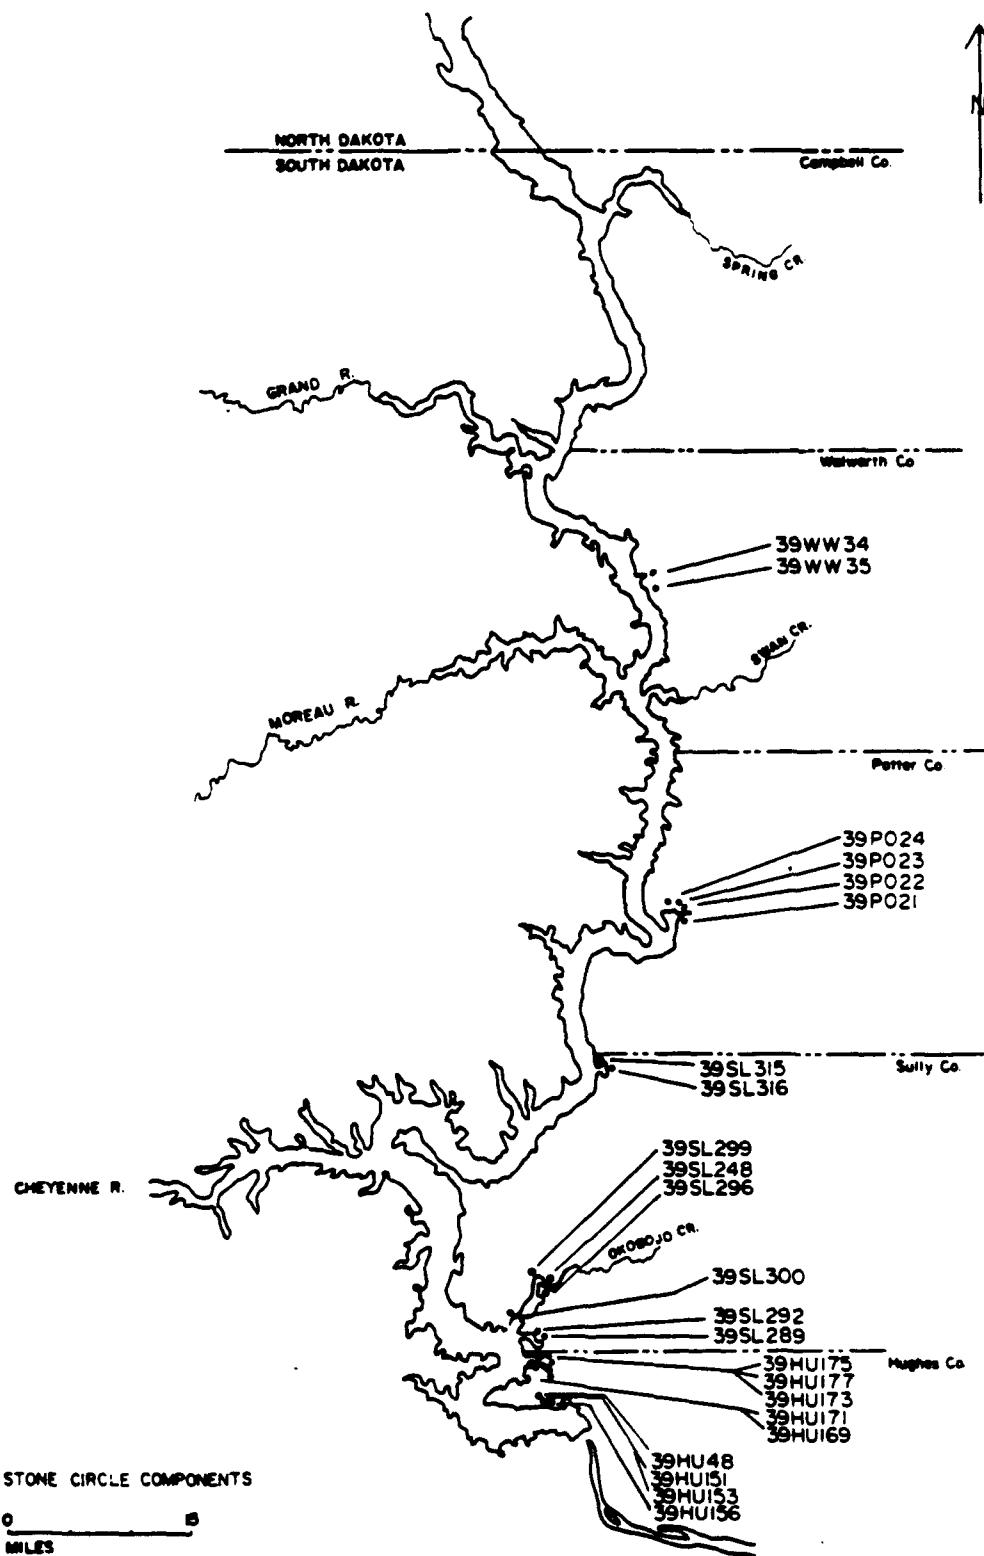 NORTH DAKOTA
SOUTH DAKOTA
Campbell Co.
N
SPRING CR.
GRAND R.
Walworth Co
39WW34
39WW35
SWAN CR.
MOREAU R.
Potter Co.
39PO24
39PO23
39PO22
39PO21
39SL315
39SL316
Sully Co.
39SL299
39SL248
39SL296
CHEYENNE R.
OKOBOJO CR.
39SL300
39SL292
39SL289
39HU175
39HU177
39HU173
39HU171
39HU169
Hughes Co.
39HU48
39HU151
39HU153
39HU156
STONE CIRCLE COMPONENTS
0 15
MILES